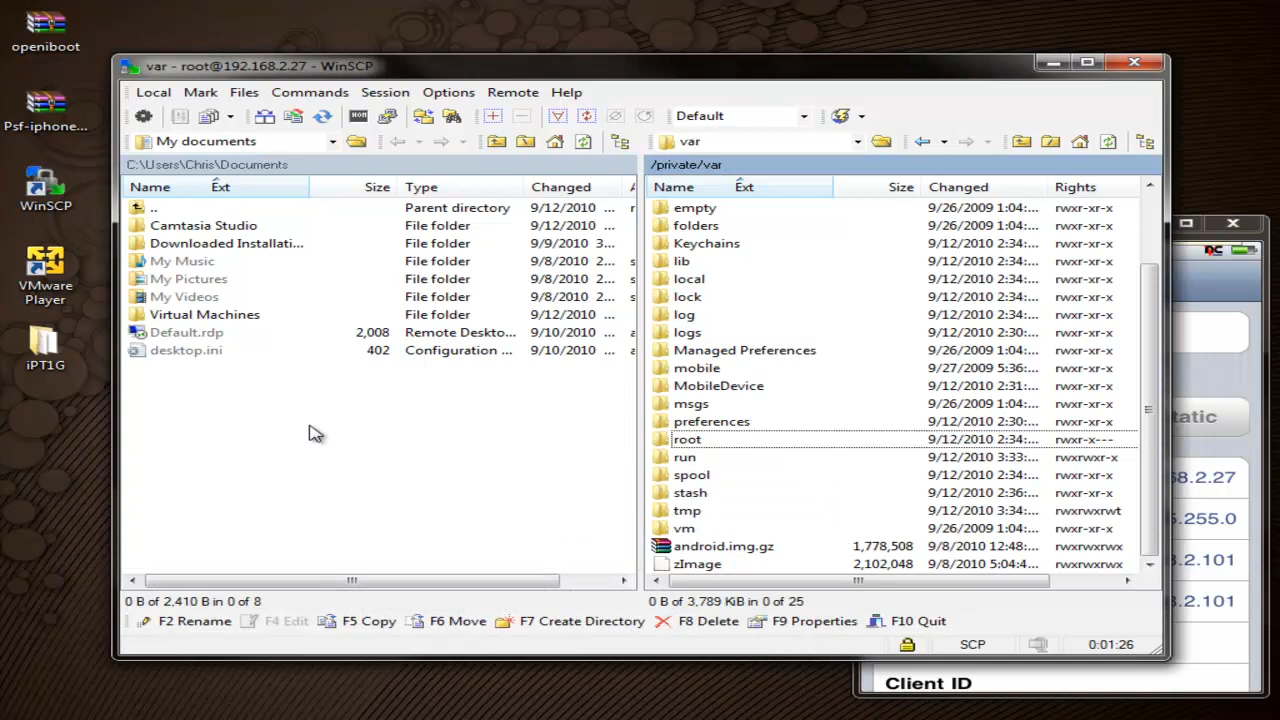 openiboot
Psf-iphone...
WinSCP
VMware
Player
iPT1G
var - root@192.168.2.27 - WinSCP
Local Mark Files Session Commands Options Remote Help
Default
My documents
var
C:\Users\Chris\Documents
/private/var
Name Ext Size Type Changed
Name Ext Size Changed Rights
.. Parent directory 9/12/2010 ...
Camtasia Studio File folder 9/12/2010 ...
Downloaded Installati... File folder 9/9/2010 3...
My Music File folder 9/8/2010 2...
My Pictures File folder 9/8/2010 2...
My Videos File folder 9/8/2010 2...
Virtual Machines File folder 9/12/2010 ...
Default.rdp 2,008 Remote Deskto... 9/10/2010 ...
desktop.ini 402 Configuration ... 9/10/2010 ...
empty 9/26/2009 1:04:... rwxr-xr-x
folders 9/26/2009 1:04:... rwxr-xr-x
Keychains 9/12/2010 2:34:... rwxr-xr-x
lib 9/12/2010 2:34:... rwxr-xr-x
local 9/12/2010 2:34:... rwxr-xr-x
lock 9/12/2010 2:34:... rwxr-xr-x
log 9/12/2010 2:34:... rwxr-xr-x
logs 9/12/2010 2:30:... rwxr-xr-x
Managed Preferences 9/26/2009 1:04:... rwxr-xr-x
mobile 9/27/2009 5:36:... rwxr-xr-x
MobileDevice 9/12/2010 2:31:... rwxr-xr-x
msgs 9/26/2009 1:04:... rwxr-xr-x
preferences 9/12/2010 2:30:... rwxr-xr-x
root 9/12/2010 2:34:... rwxr-x---
run 9/12/2010 3:33:... rwxrwxr-x
spool 9/12/2010 2:34:... rwxr-xr-x
stash 9/12/2010 2:36:... rwxr-xr-x
tmp 9/12/2010 3:34:... rwxrwxrwt
vm 9/26/2009 1:04:... rwxr-xr-x
android.img.gz 1,778,508 9/8/2010 12:48:... rwxrwxrwx
zImage 2,102,048 9/8/2010 5:04:4... rwxrwxrwx
0 B of 2,410 B in 0 of 8
0 B of 3,789 KiB in 0 of 25
F2 Rename F4 Edit F5 Copy F6 Move F7 Create Directory F8 Delete F9 Properties F10 Quit
SCP 0:01:26
tatic
8.2.27
.255.0
.2.101
.2.101
Client ID